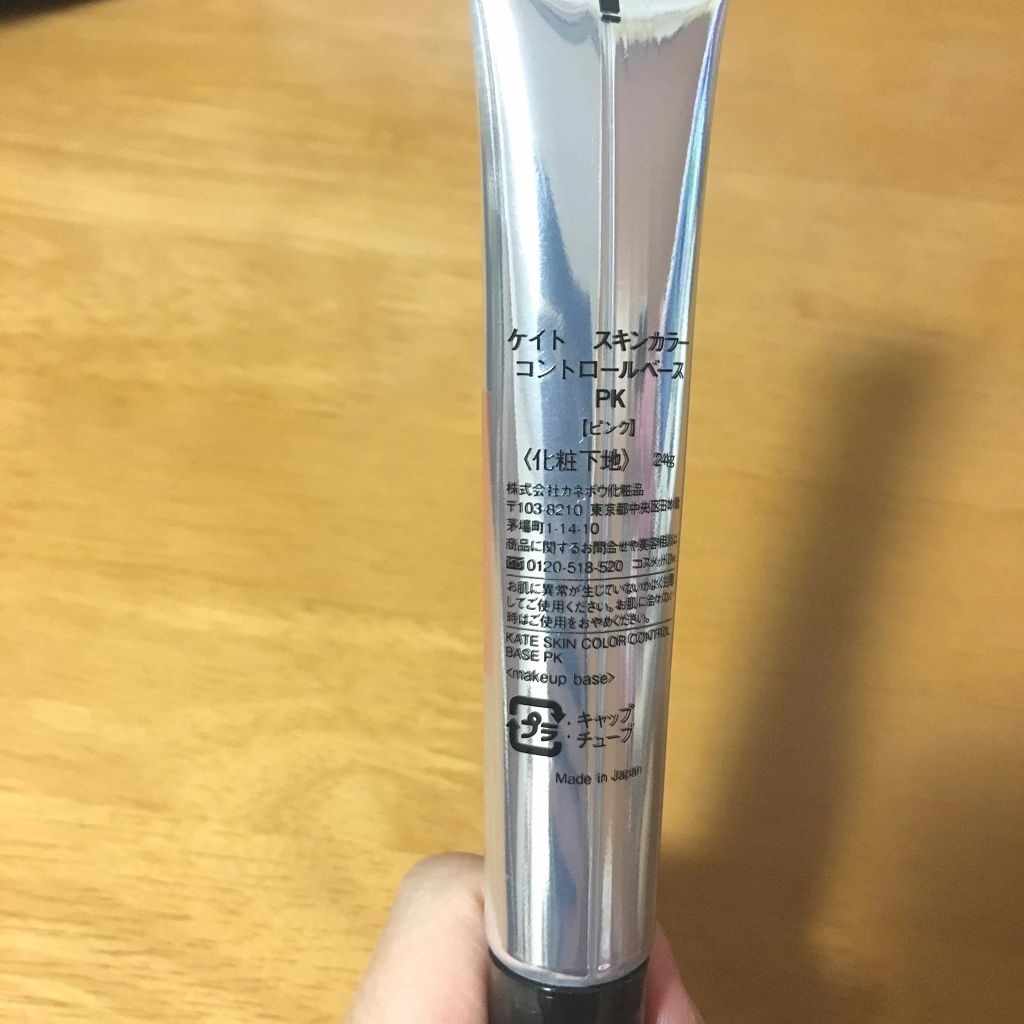 ケイト スキンカラー
コントロールベース
PK
【ピンク】
〈化粧下地〉 24g
株式会社カネボウ化粧品
〒103-8210 東京都中央区日本橋
茅場町1-14-10
商品に関するお問合せや美容相談は
0120-518-520
お肌に異常が生じていないかよく注意
してご使用ください。お肌に合わない
時はご使用をおやめください。
KATE SKIN COLOR CONTROL
BASE PK
<makeup base>
プラ
・キャップ
・チューブ
Made in Japan